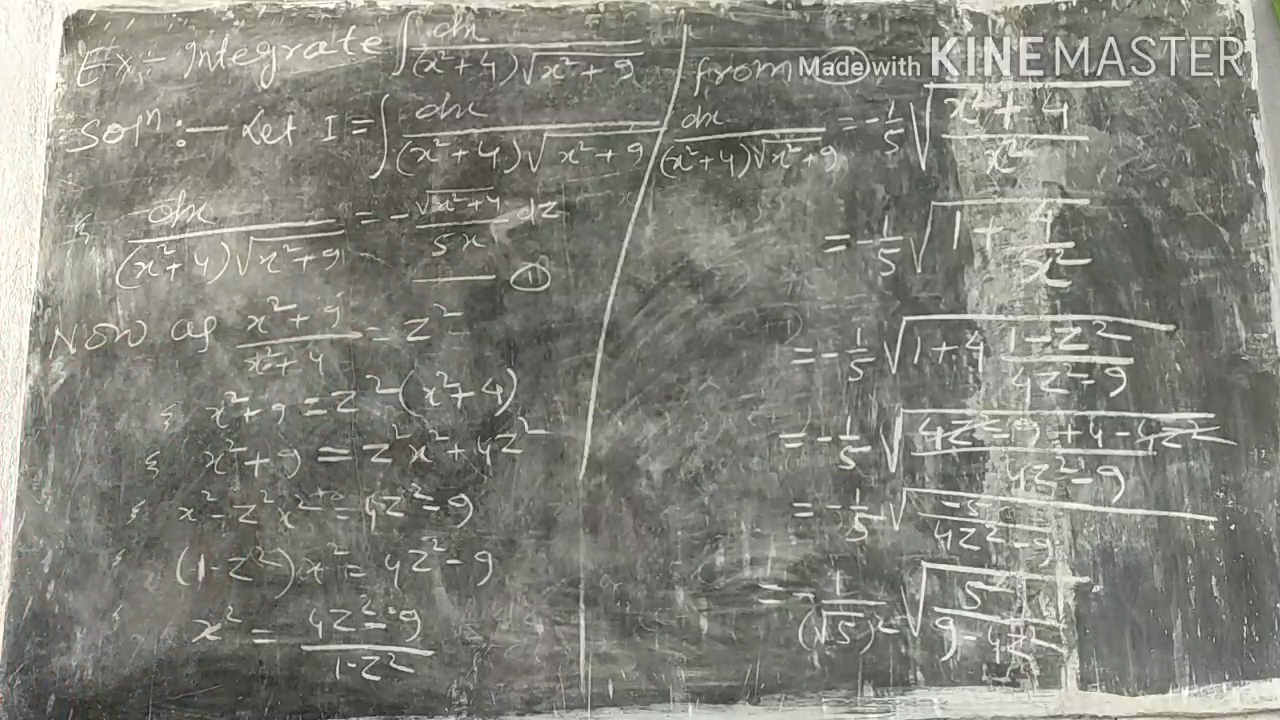 Ex:- Integrate ∫ dx / (x²+4)√(x²+9)
Solⁿ:- Let I = ∫ dx / (x²+4)√(x²+9)
dx / (x²+4)√(x²+9) = -√(x²+4) / 5x dz
—— ①
Now as (x²+9) / (x²+4) = z²
x²+9 = z²(x²+4)
x²+9 = z²x²+4z²
x²-z²x² = 4z²-9
(1-z²)x² = 4z²-9
x² = (4z²-9) / (1-z²)
from
Made with KINEMASTER
dx / (x²+4)√(x²+9) = -1/5 √((x²+4) / x²)
= -1/5 √(1 + 4/x²)
= -1/5 √(1+4 (1-z²) / (4z²-9))
= -1/5 √((4z²-9+4-4z²) / (4z²-9))
= -1/5 √(-5 / (4z²-9))
= -1/(√5)² √(5 / (9-4z²))